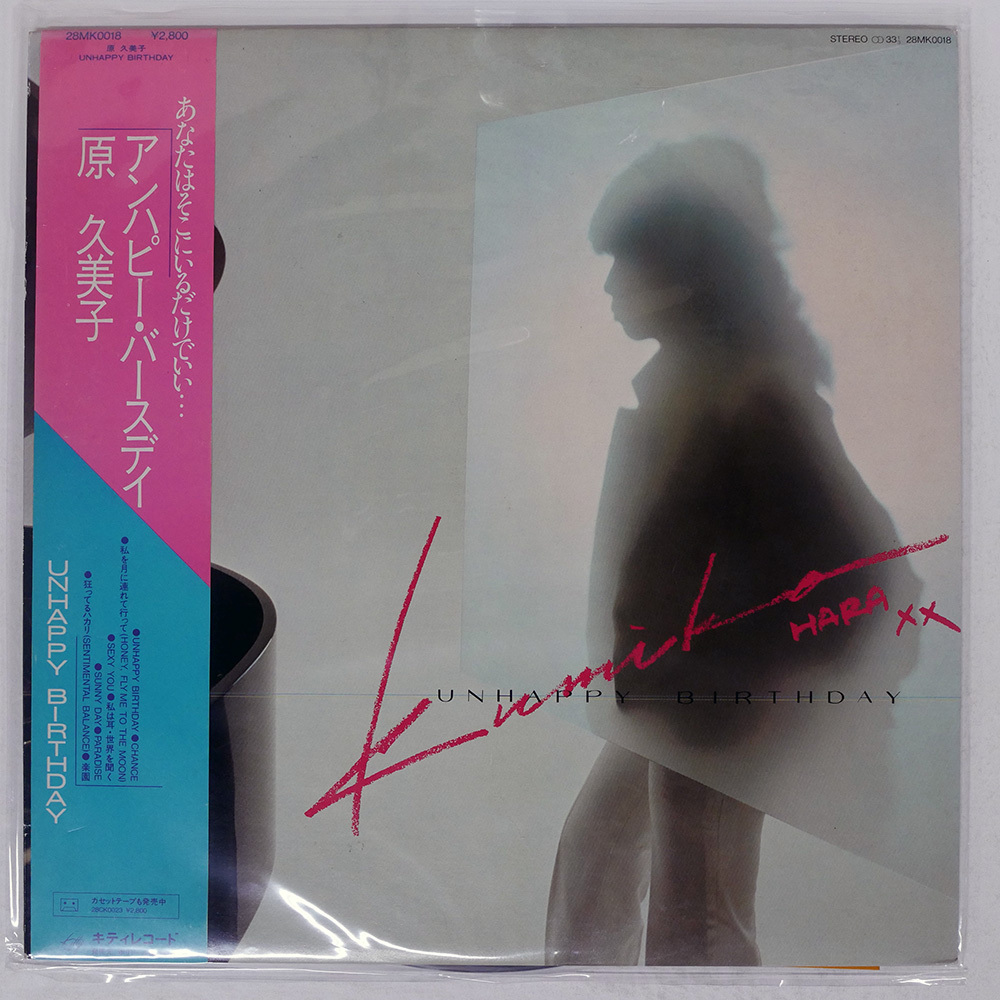 28MK0018 ¥2,800
原 久美子
UNHAPPY BIRTHDAY
あなたはそこにいるだけでいい…
アンハピー・バースデイ
原 久美子
●UNHAPPY BIRTHDAY●CHANCE
●私を月に連れて行って(HONEY, FLY ME TO THE MOON)
●SEXY YOU●私は耳・世界を聞く
●SUNNY DAY●PARADISE
●狂ってるバカリ(SENTIMENTAL BALANCE)●楽園
UNHAPPY BIRTHDAY
カセットテープも発売中
28CK0023 ¥2,800
キティレコード
STEREO 33⅓ 28MK0018
Kumiko
HARA XX
UNHAPPY BIRTHDAY